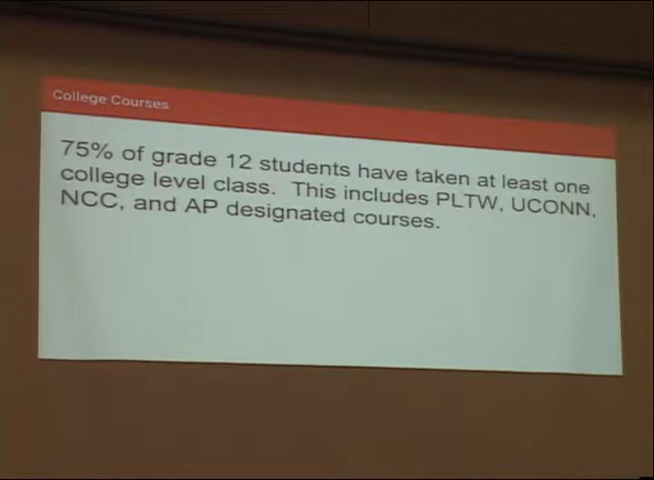 College Courses
75% of grade 12 students have taken at least one
college level class. This includes PLTW, UCONN,
NCC, and AP designated courses.